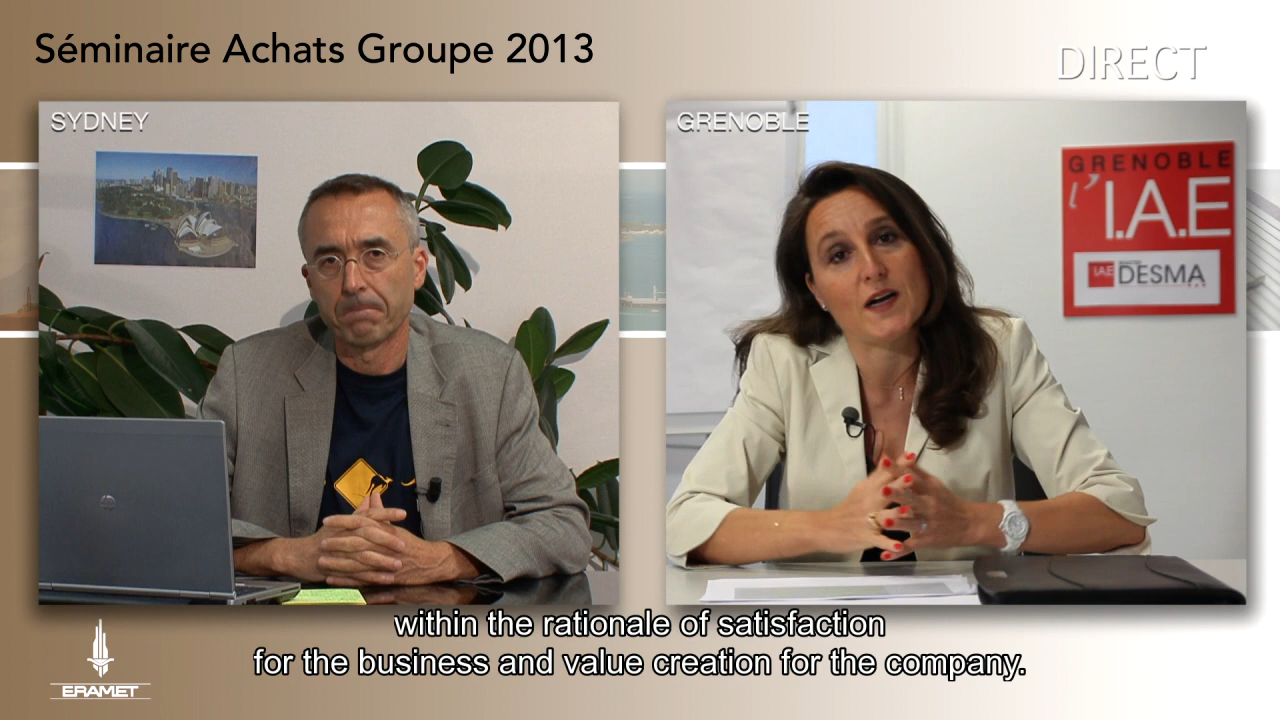 Séminaire Achats Groupe 2013
DIRECT
SYDNEY
GRENOBLE
GRENOBLE
l'I.A.E
IAE
DESMA
within the rationale of satisfaction
for the business and value creation for the company.
ERAMET